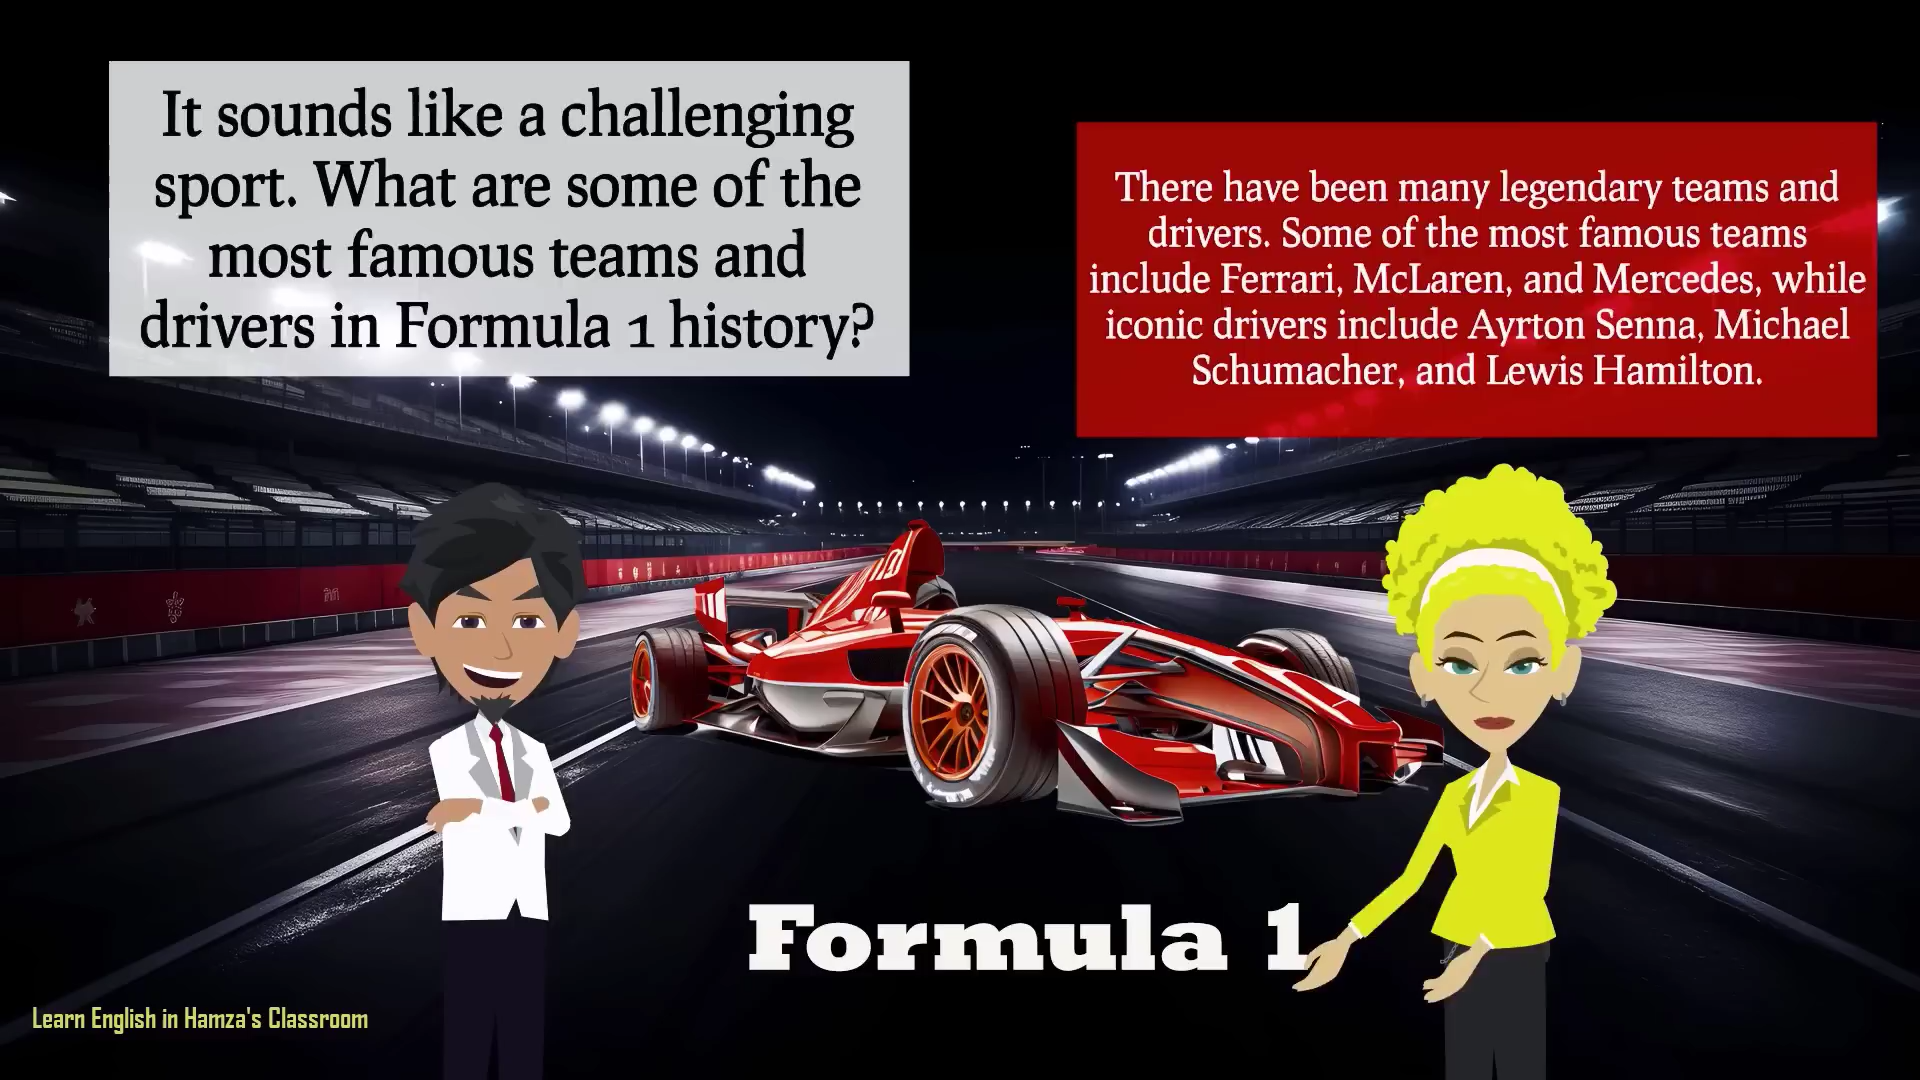 It sounds like a challenging
sport. What are some of the
most famous teams and
drivers in Formula 1 history?
There have been many legendary teams and
drivers. Some of the most famous teams
include Ferrari, McLaren, and Mercedes, while
iconic drivers include Ayrton Senna, Michael
Schumacher, and Lewis Hamilton.
Formula 1
Learn English in Hamza's Classroom